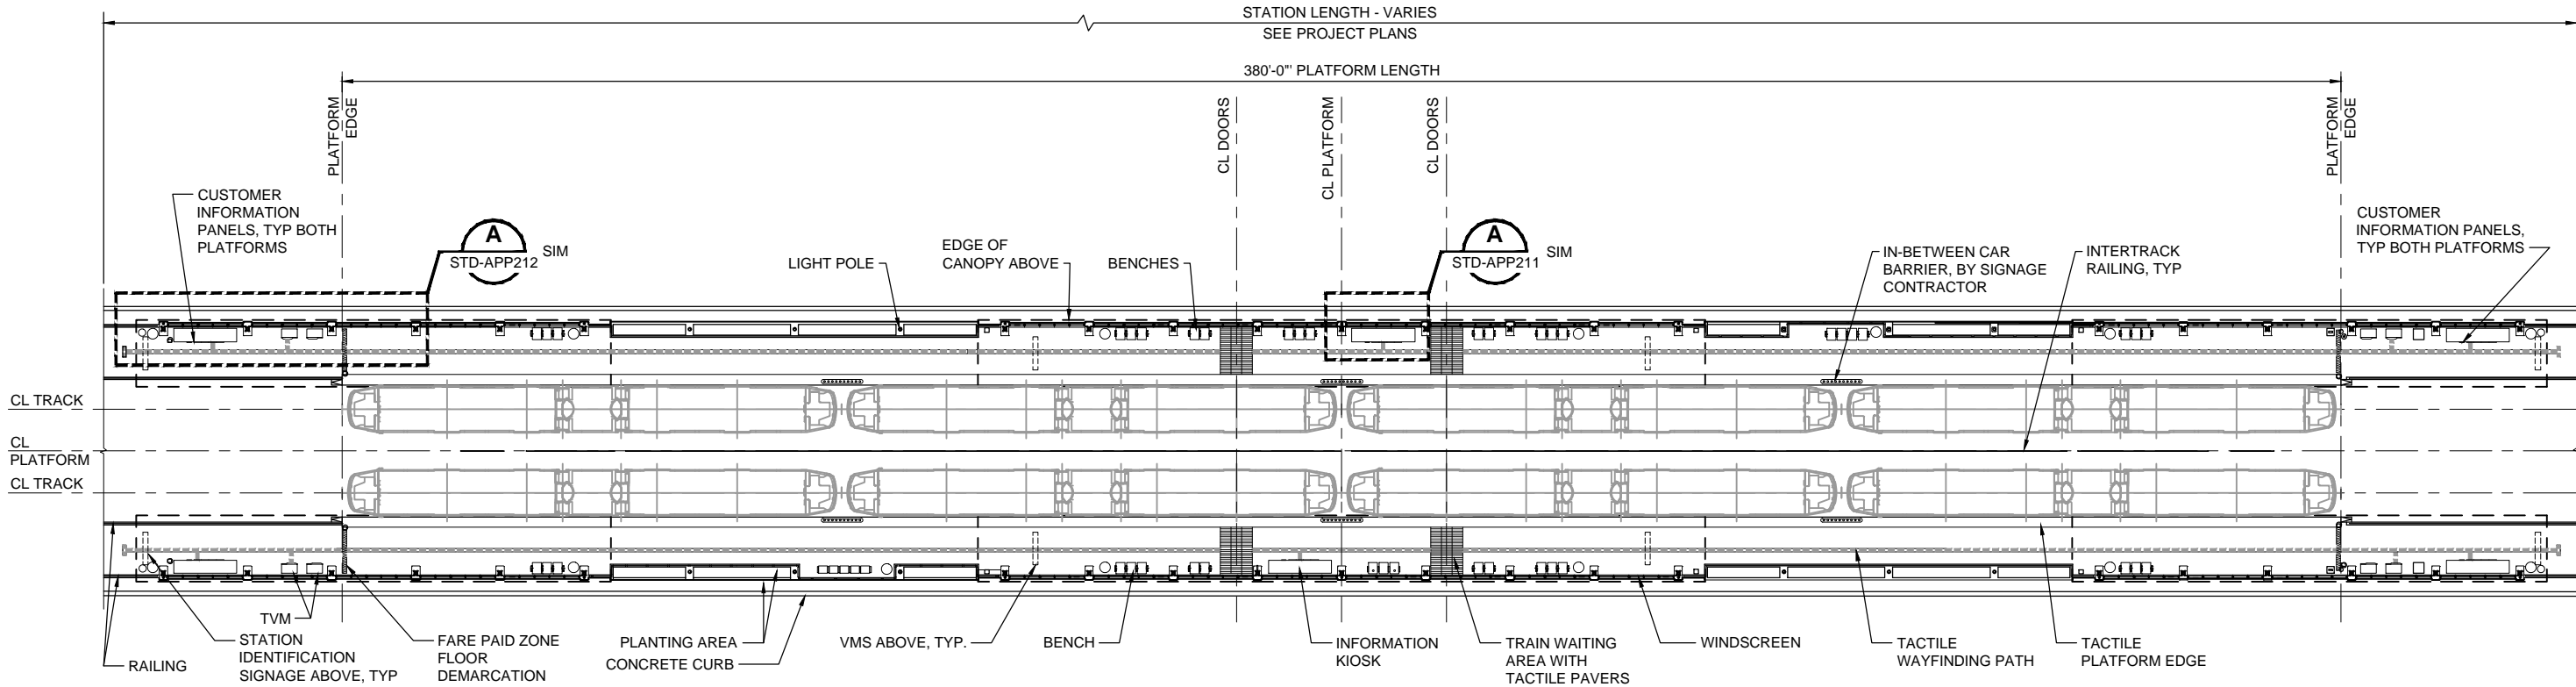 STATION LENGTH - VARIES
SEE PROJECT PLANS
380'-0"' PLATFORM LENGTH
PLATFORM
EDGE
CL DOORS
CL PLATFORM
CL DOORS
PLATFORM
EDGE
CUSTOMER
INFORMATION
PANELS, TYP BOTH
PLATFORMS
A
STD-APP212
SIM
LIGHT POLE
EDGE OF
CANOPY ABOVE
BENCHES
A
STD-APP211
SIM
IN-BETWEEN CAR
BARRIER, BY SIGNAGE
CONTRACTOR
INTERTRACK
RAILING, TYP
CUSTOMER
INFORMATION PANELS,
TYP BOTH PLATFORMS
CL TRACK
CL
PLATFORM
CL TRACK
RAILING
TVM
STATION
IDENTIFICATION
SIGNAGE ABOVE, TYP
FARE PAID ZONE
FLOOR
DEMARCATION
PLANTING AREA
CONCRETE CURB
VMS ABOVE, TYP.
BENCH
INFORMATION
KIOSK
TRAIN WAITING
AREA WITH
TACTILE PAVERS
WINDSCREEN
TACTILE
WAYFINDING PATH
TACTILE
PLATFORM EDGE